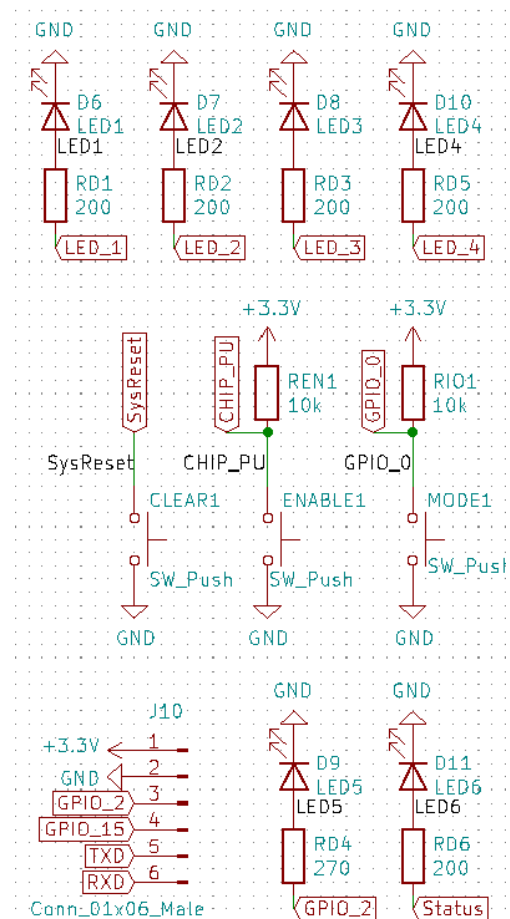 GND GND GND GND
D6 D7 D8 D10
LED1 LED2 LED3 LED4
LED1 LED2 LED4
RD1 RD2 RD3 RD5
200 200 200 200
LED_1 LED_2 LED_3 LED_4
+3.3V +3.3V
SysReset CHIP_PU GPIO_0
REN1 RIO1
10k 10k
SysReset CHIP_PU GPIO_0
CLEAR1 ENABLE1 MODE1
SW_Push SW_Push SW_Push
GND GND GND
GND GND
J10
+3.3V 1
GND 2
GPIO_2 3
GPIO_15 4
TXD 5
RXD 6
Conn_01x06_Male
D9 D11
LED5 LED6
LED5 LED6
RD4 RD6
270 200
GPIO_2 Status